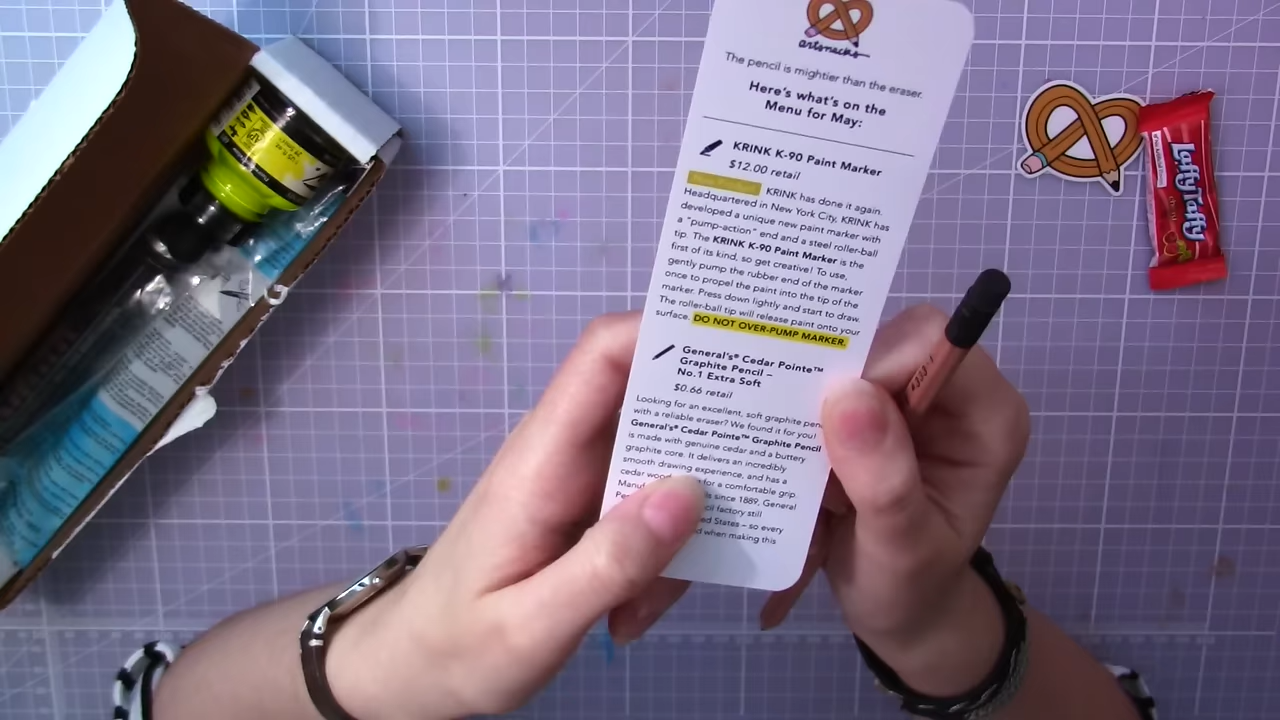 artsnacks
The pencil is mightier than the eraser.
Here's what's on the
Menu for May:
KRINK K-90 Paint Marker
$12.00 retail
KRINK has done it again.
Headquartered in New York City, KRINK has
developed a unique new paint marker with
a "pump-action" end and a steel roller-ball
tip. The KRINK K-90 Paint Marker is the
first of its kind, so get creative! To use,
gently pump the rubber end of the marker
once to propel the paint into the tip of the
marker. Press down lightly and start to draw.
The roller-ball tip will release paint onto your
surface. DO NOT OVER-PUMP MARKER.
General's® Cedar Pointe™
Graphite Pencil –
No.1 Extra Soft
$0.66 retail
Looking for an excellent, soft graphite
with a reliable eraser? We found it for you!
General's® Cedar Pointe™ Graphite Pencil
is made with genuine cedar and a buttery
graphite core. It delivers an incredibly
smooth drawing experience, and has a
cedar for a comfortable grip.
since 1889, General
factory still
States – so every
when making this
Laffy Taffy